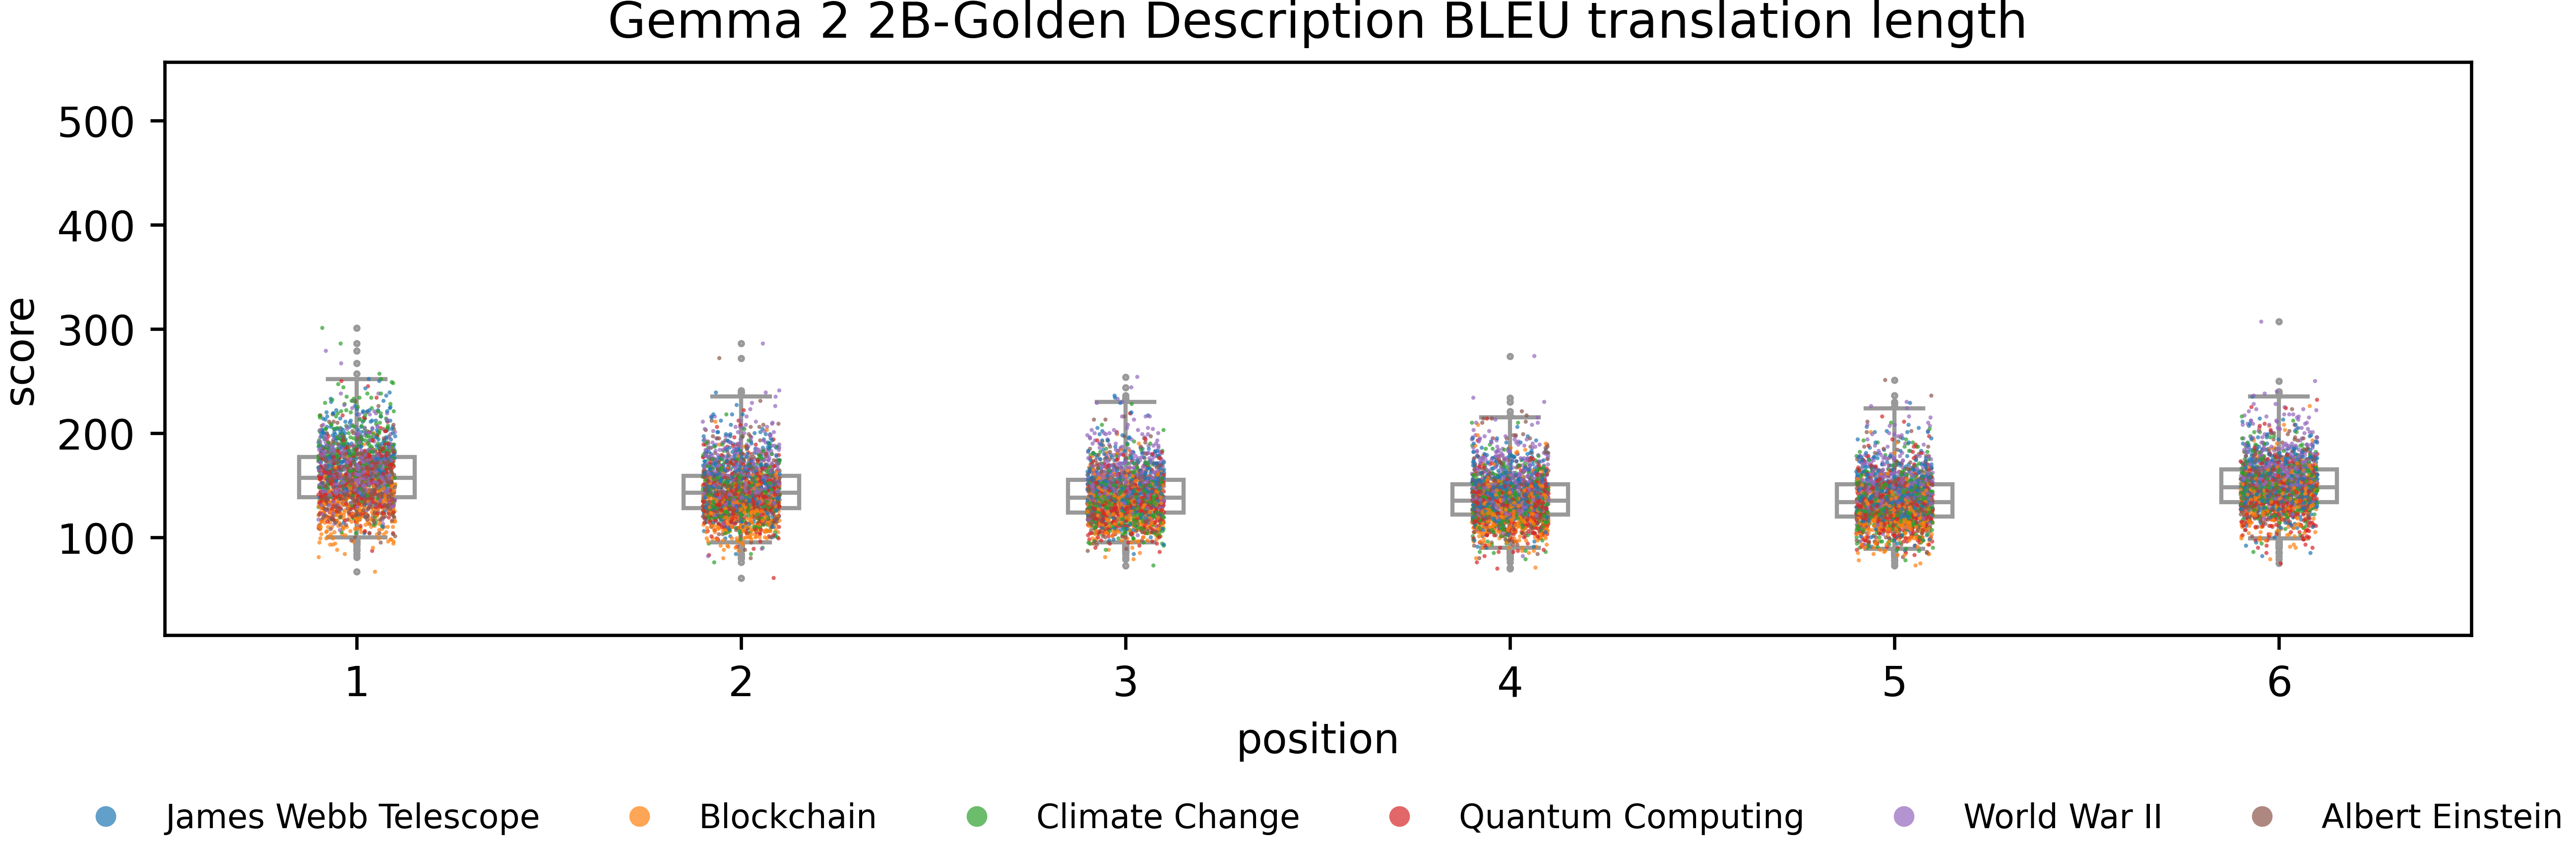 Gemma 2 2B-Golden Description BLEU translation length
500
400
300
200
100
score
1 2 3 4 5 6
position
James Webb Telescope Blockchain Climate Change Quantum Computing World War II Albert Einstein